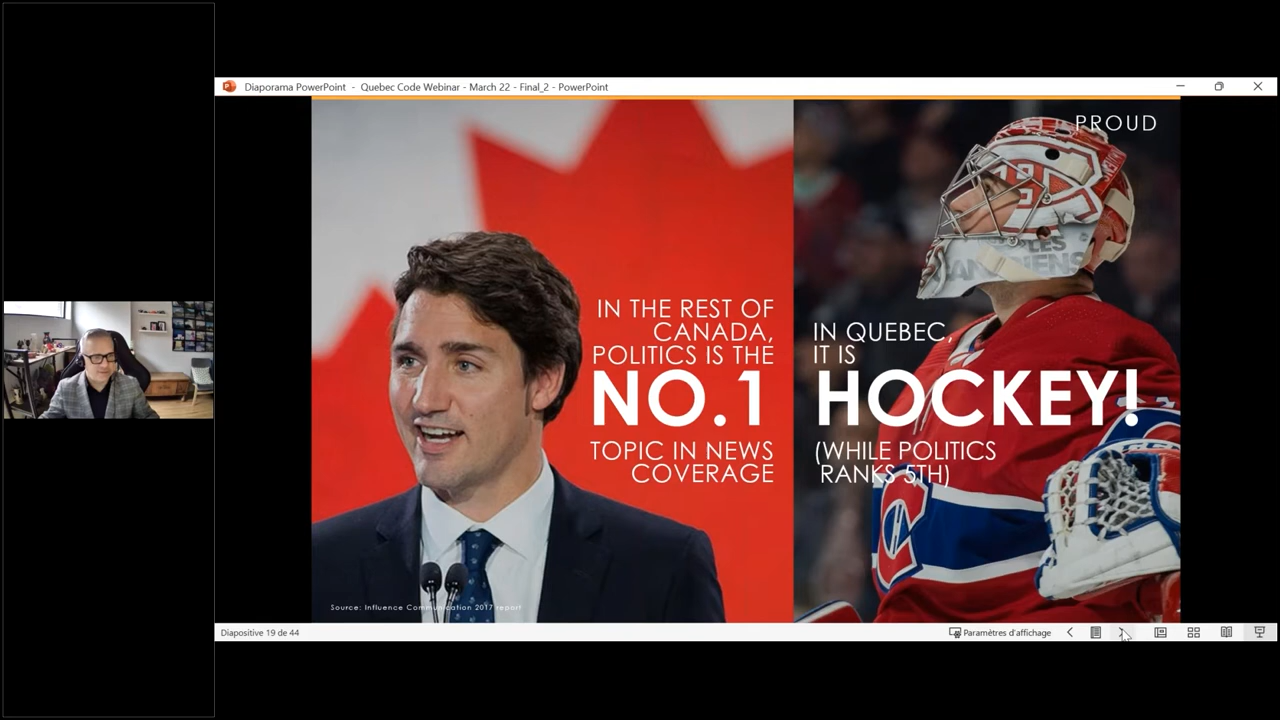 Diaporama PowerPoint - Quebec Code Webinar - March 22 - Final_2 - PowerPoint
PROUD
IN THE REST OF
CANADA,
POLITICS IS THE
NO.1
TOPIC IN NEWS
COVERAGE
IN QUEBEC,
IT IS
HOCKEY!
(WHILE POLITICS
RANKS 5TH)
LES
CANADIENS
Source: Influence Communication 2017 report
Diapositive 19 de 44
Paramètres d'affichage